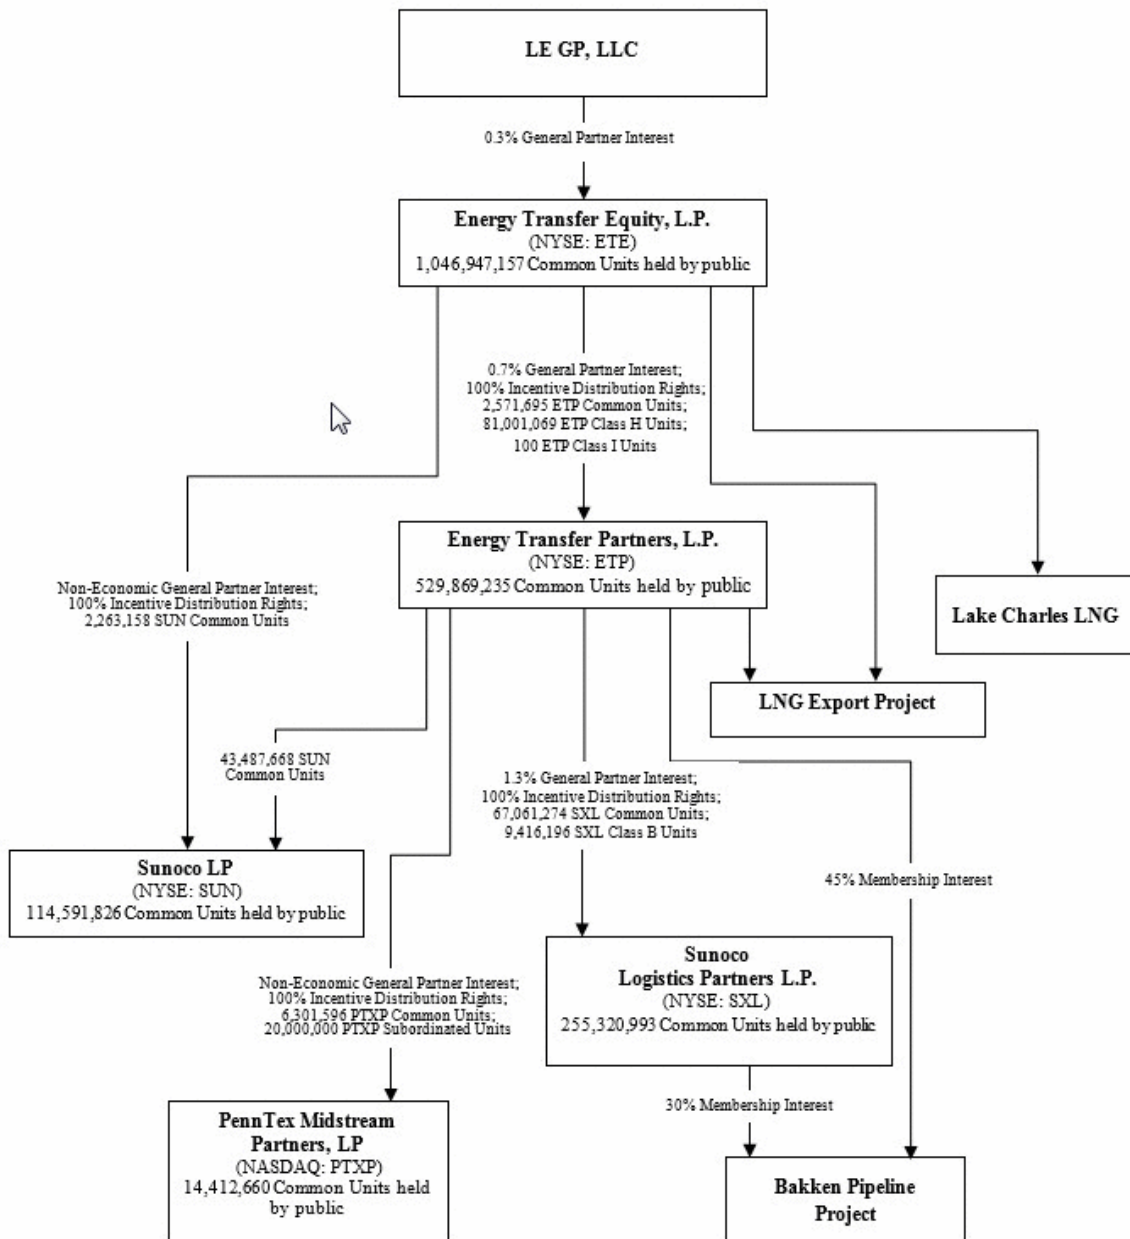 LE GP, LLC
0.3% General Partner Interest
Energy Transfer Equity, L.P.
(NYSE: ETE)
1,046,947,157 Common Units held by public
0.7% General Partner Interest;
100% Incentive Distribution Rights;
2,571,695 ETP Common Units;
81,001,069 ETP Class H Units;
100 ETP Class I Units
Energy Transfer Partners, L.P.
(NYSE: ETP)
529,869,235 Common Units held by public
Non-Economic General Partner Interest;
100% Incentive Distribution Rights;
2,263,158 SUN Common Units
Lake Charles LNG
LNG Export Project
43,487,668 SUN
Common Units
1.3% General Partner Interest;
100% Incentive Distribution Rights;
67,061,274 SXL Common Units;
9,416,196 SXL Class B Units
Sunoco LP
(NYSE: SUN)
114,591,826 Common Units held by public
45% Membership Interest
Sunoco
Logistics Partners L.P.
(NYSE: SXL)
255,320,993 Common Units held by public
Non-Economic General Partner Interest;
100% Incentive Distribution Rights;
6,301,596 PTXP Common Units;
20,000,000 PTXP Subordinated Units
30% Membership Interest
PennTex Midstream
Partners, LP
(NASDAQ: PTXP)
14,412,660 Common Units held
by public
Bakken Pipeline
Project